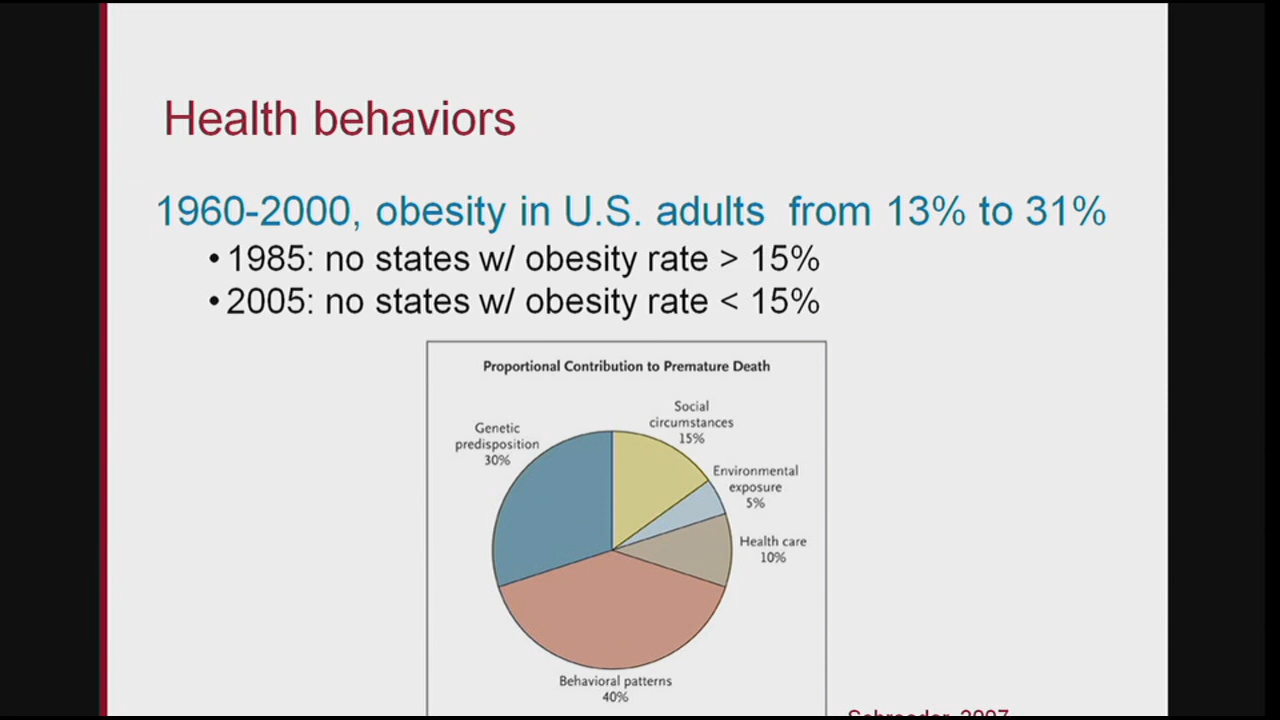 Health behaviors
1960-2000, obesity in U.S. adults from 13% to 31%
• 1985: no states w/ obesity rate > 15%
• 2005: no states w/ obesity rate < 15%
Proportional Contribution to Premature Death
Social
circumstances
15%
Genetic
predisposition
30%
Environmental
exposure
5%
Health care
10%
Behavioral patterns
40%
Schroeder, 2007